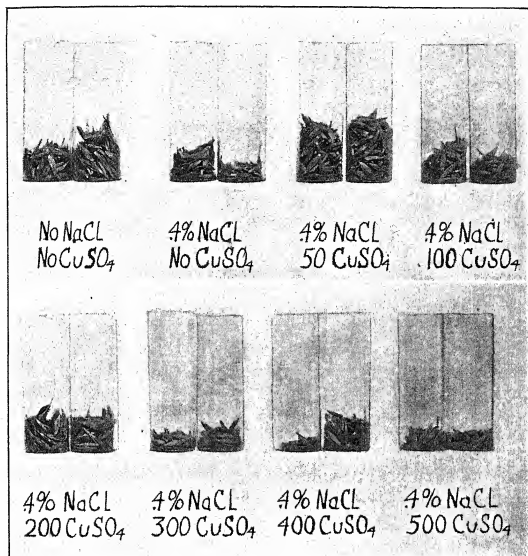 No NaCl
No CuSO4
.4% NaCL
No CuSO4
.4% NaCL
50 CuSO4
.4% NaCl
.100 CuSO4
.4% NaCl
200 CuSO4
.4% NaCl
300 CuSO4
.4% NaCl
400 CuSO4
.4% NaCl
500 CuSO4